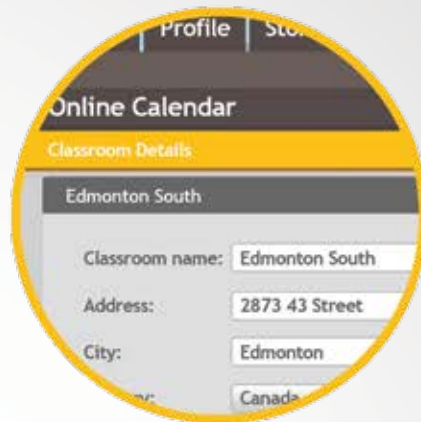 Profile
Online Calendar
Classroom Details
Edmonton South
Classroom name: Edmonton South
Address: 2873 43 Street
City: Edmonton
Canada